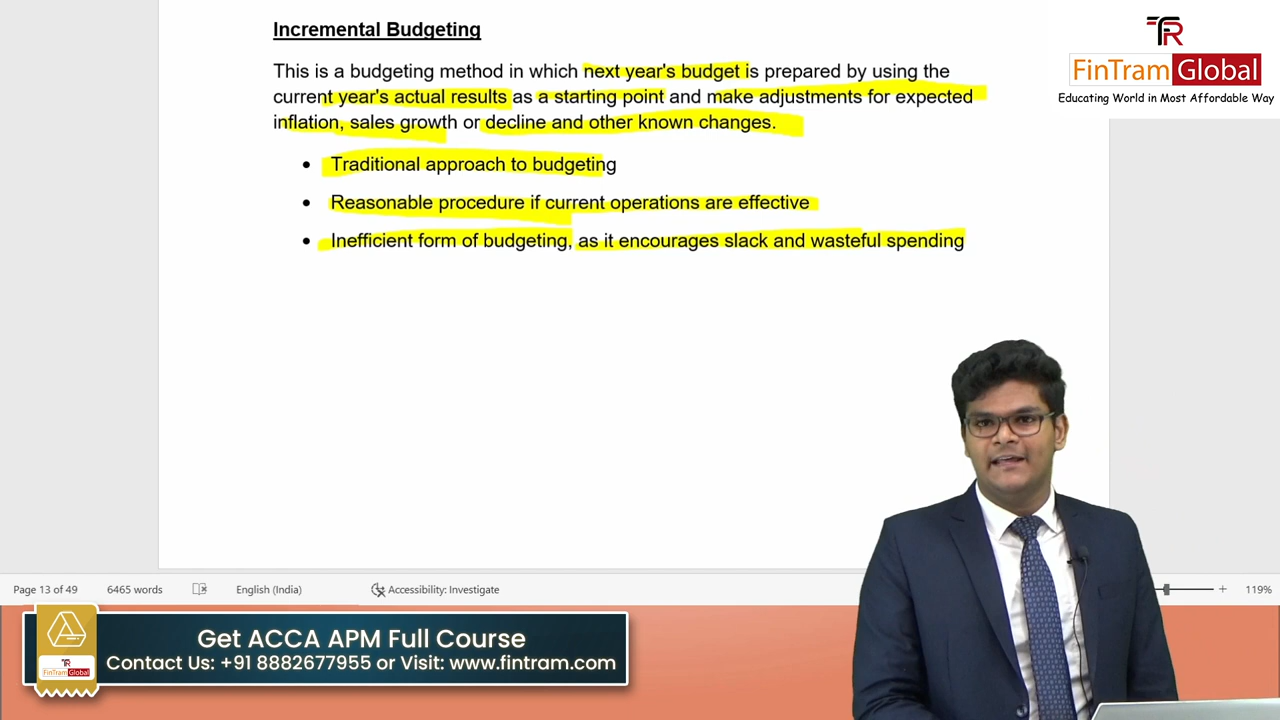 Incremental Budgeting
TR
FinTram Global
Educating World in Most Affordable Way
This is a budgeting method in which next year's budget is prepared by using the
current year's actual results as a starting point and make adjustments for expected
inflation, sales growth or decline and other known changes.
• Traditional approach to budgeting
• Reasonable procedure if current operations are effective
• Inefficient form of budgeting, as it encourages slack and wasteful spending
Page 13 of 49 6465 words English (India) Accessibility: Investigate + 119%
Get ACCA APM Full Course
Contact Us: +91 8882677955 or Visit: www.fintram.com
TR
FinTram Global